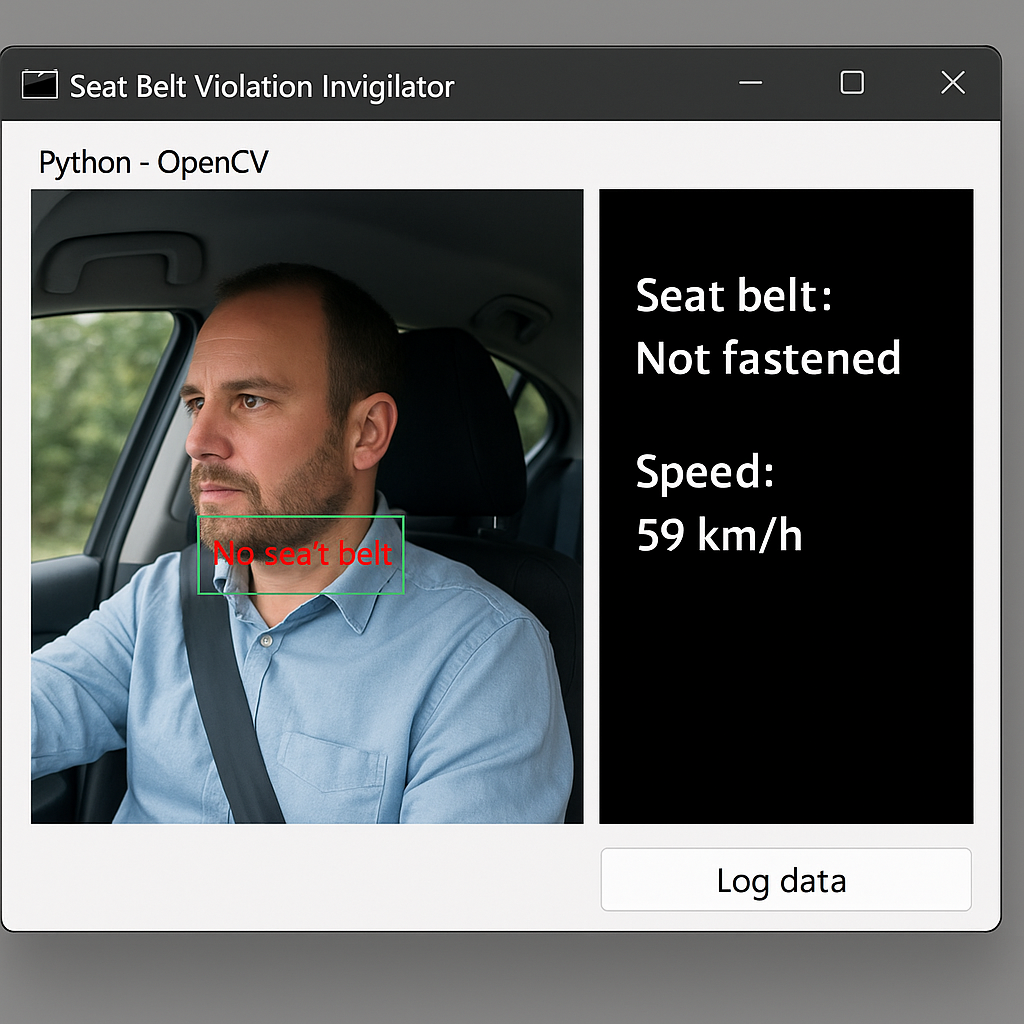 Seat Belt Violation Invigilator
Python - OpenCV
No sea't belt
Seat belt:
Not fastened
Speed:
59 km/h
Log data